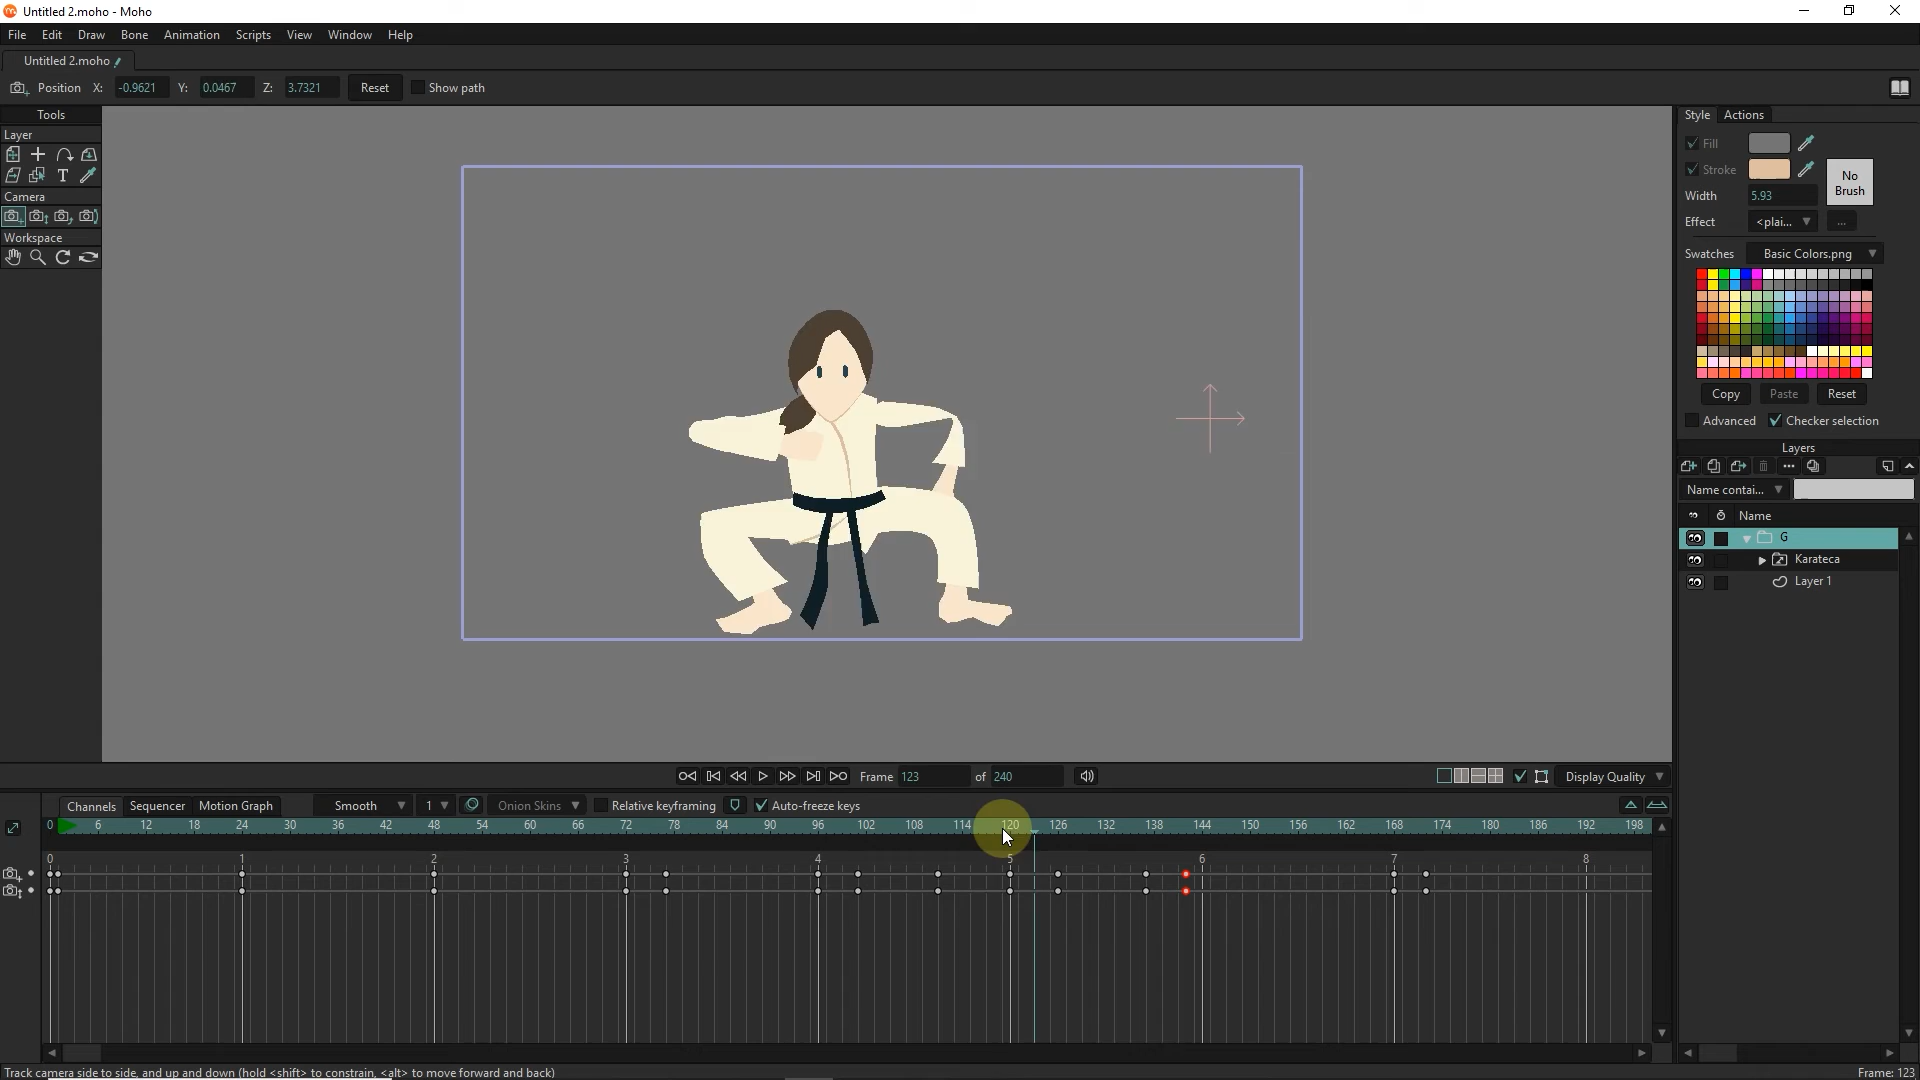 Untitled 2.moho - Moho
File Edit Draw Bone Animation Scripts View Window Help
Untitled 2.moho
Position X: -0.9621 Y: 0.0467 Z: 3.7321 Reset Show path
Tools
Layer
T
Camera
Workspace
Style Actions
Fill
Stroke
No Brush
Width 5.93
Effect <plai... ...
Swatches Basic Colors.png
Copy Paste Reset
Advanced Checker selection
Layers
Name contai...
Name
G
Karateca
Layer 1
Frame 123 of 240 Display Quality
Channels Sequencer Motion Graph Smooth 1 Onion Skins Relative keyframing Auto-freeze keys
0 6 12 18 24 30 36 42 48 54 60 66 72 78 84 90 96 102 108 114 120 126 132 138 144 150 156 162 168 174 180 186 192 198
0 1 2 3 4 5 6 7 8
Track camera side to side, and up and down (hold <shift> to constrain, <alt> to move forward and back) Frame: 123